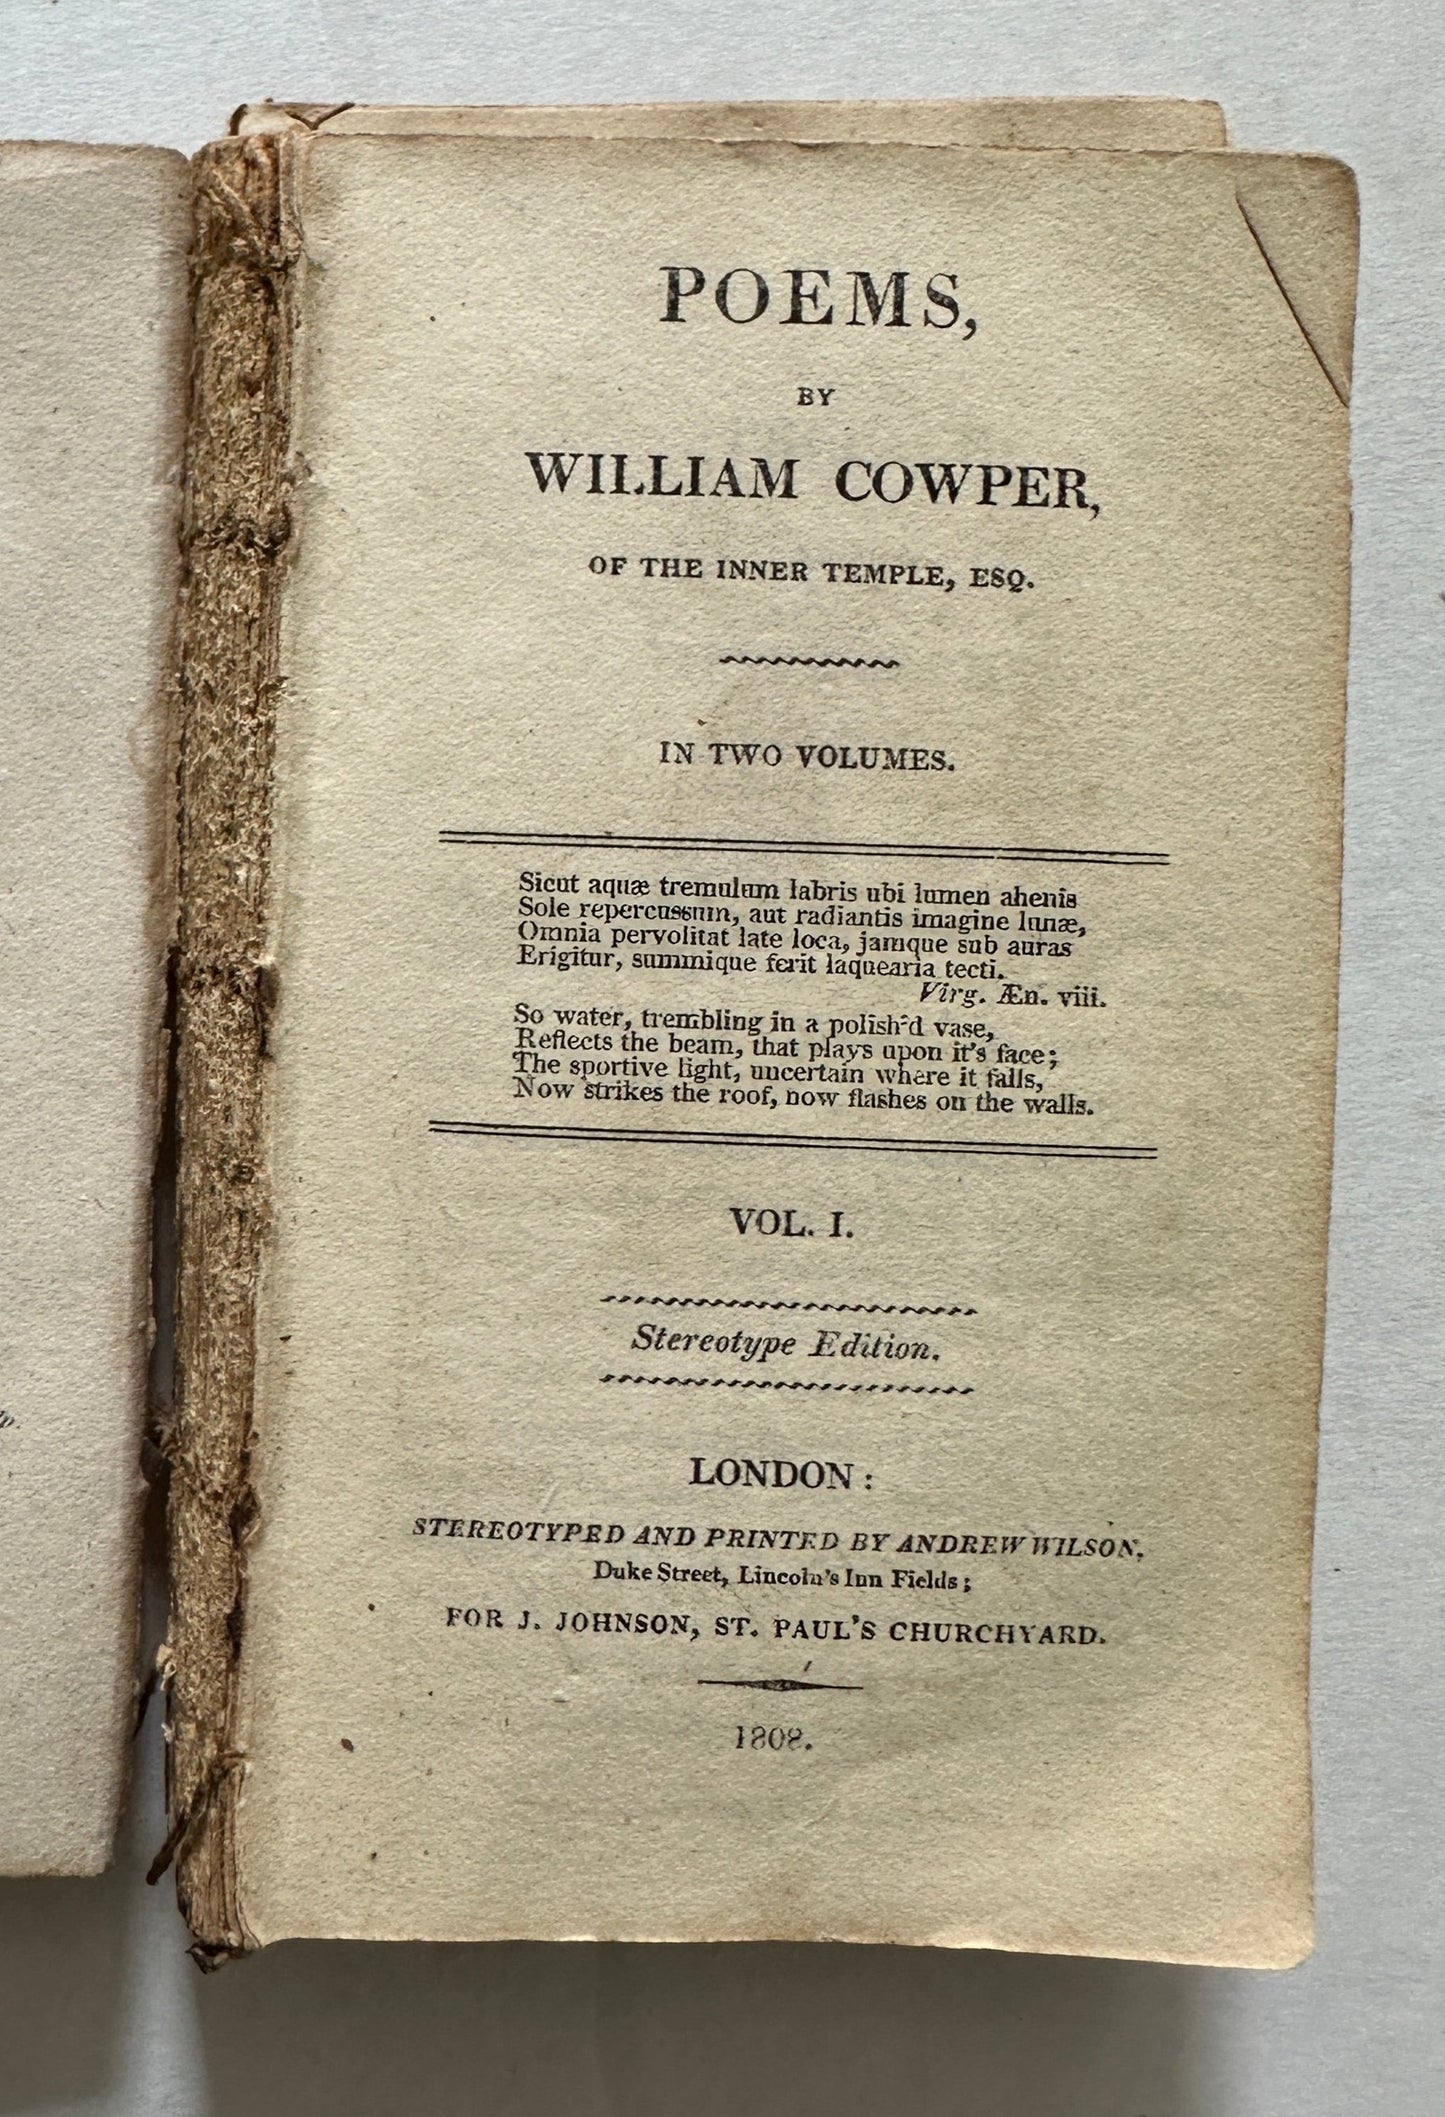 POEMS,
BY
WILLIAM COWPER,
OF THE INNER TEMPLE, ESQ.
IN TWO VOLUMES.
Sicut aquæ tremulum labris ubi lumen ahenis
Sole repercussum, aut radiantis imagine lunæ,
Omnia pervolitat late loca, jamque sub auras
Erigitur, summique ferit laquearia tecti.
Virg. Æn. viii.
So water, trembling in a polish'd vase,
Reflects the beam, that plays upon it's face;
The sportive light, uncertain where it falls,
Now strikes the roof, now flashes on the walls.
VOL. I.
Stereotype Edition.
LONDON:
STEREOTYPED AND PRINTED BY ANDREW WILSON,
Duke Street, Lincoln's Inn Fields;
FOR J. JOHNSON, ST. PAUL'S CHURCHYARD.
1808.